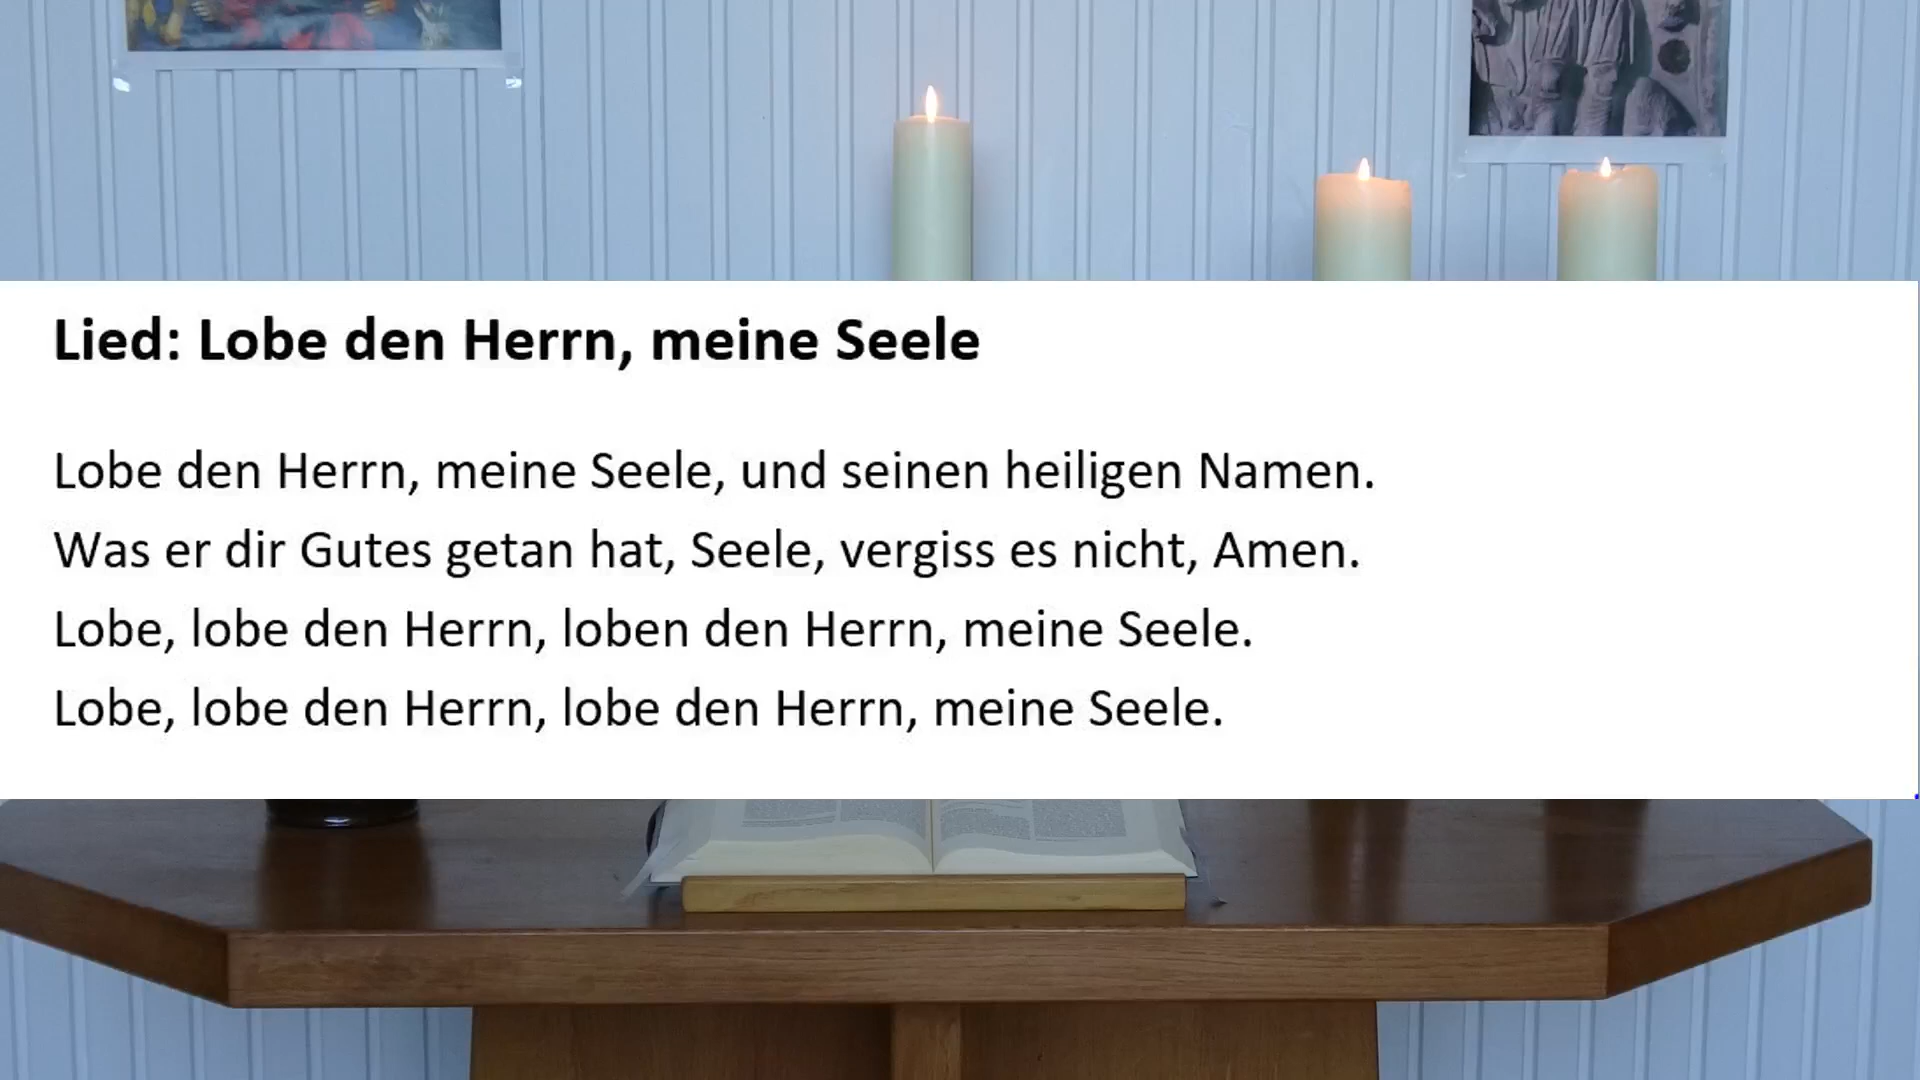 Lied: Lobe den Herrn, meine Seele
Lobe den Herrn, meine Seele, und seinen heiligen Namen.
Was er dir Gutes getan hat, Seele, vergiss es nicht, Amen.
Lobe, lobe den Herrn, loben den Herrn, meine Seele.
Lobe, lobe den Herrn, lobe den Herrn, meine Seele.